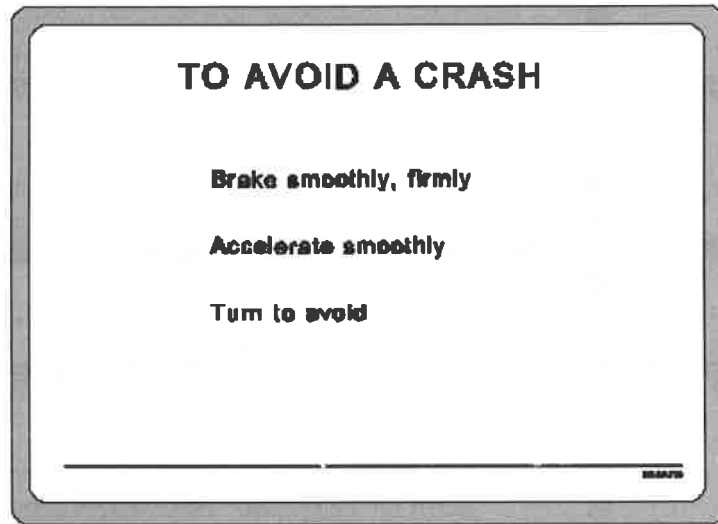 TO AVOID A CRASH
Brake smoothly, firmly
Accelerate smoothly
Turn to avoid